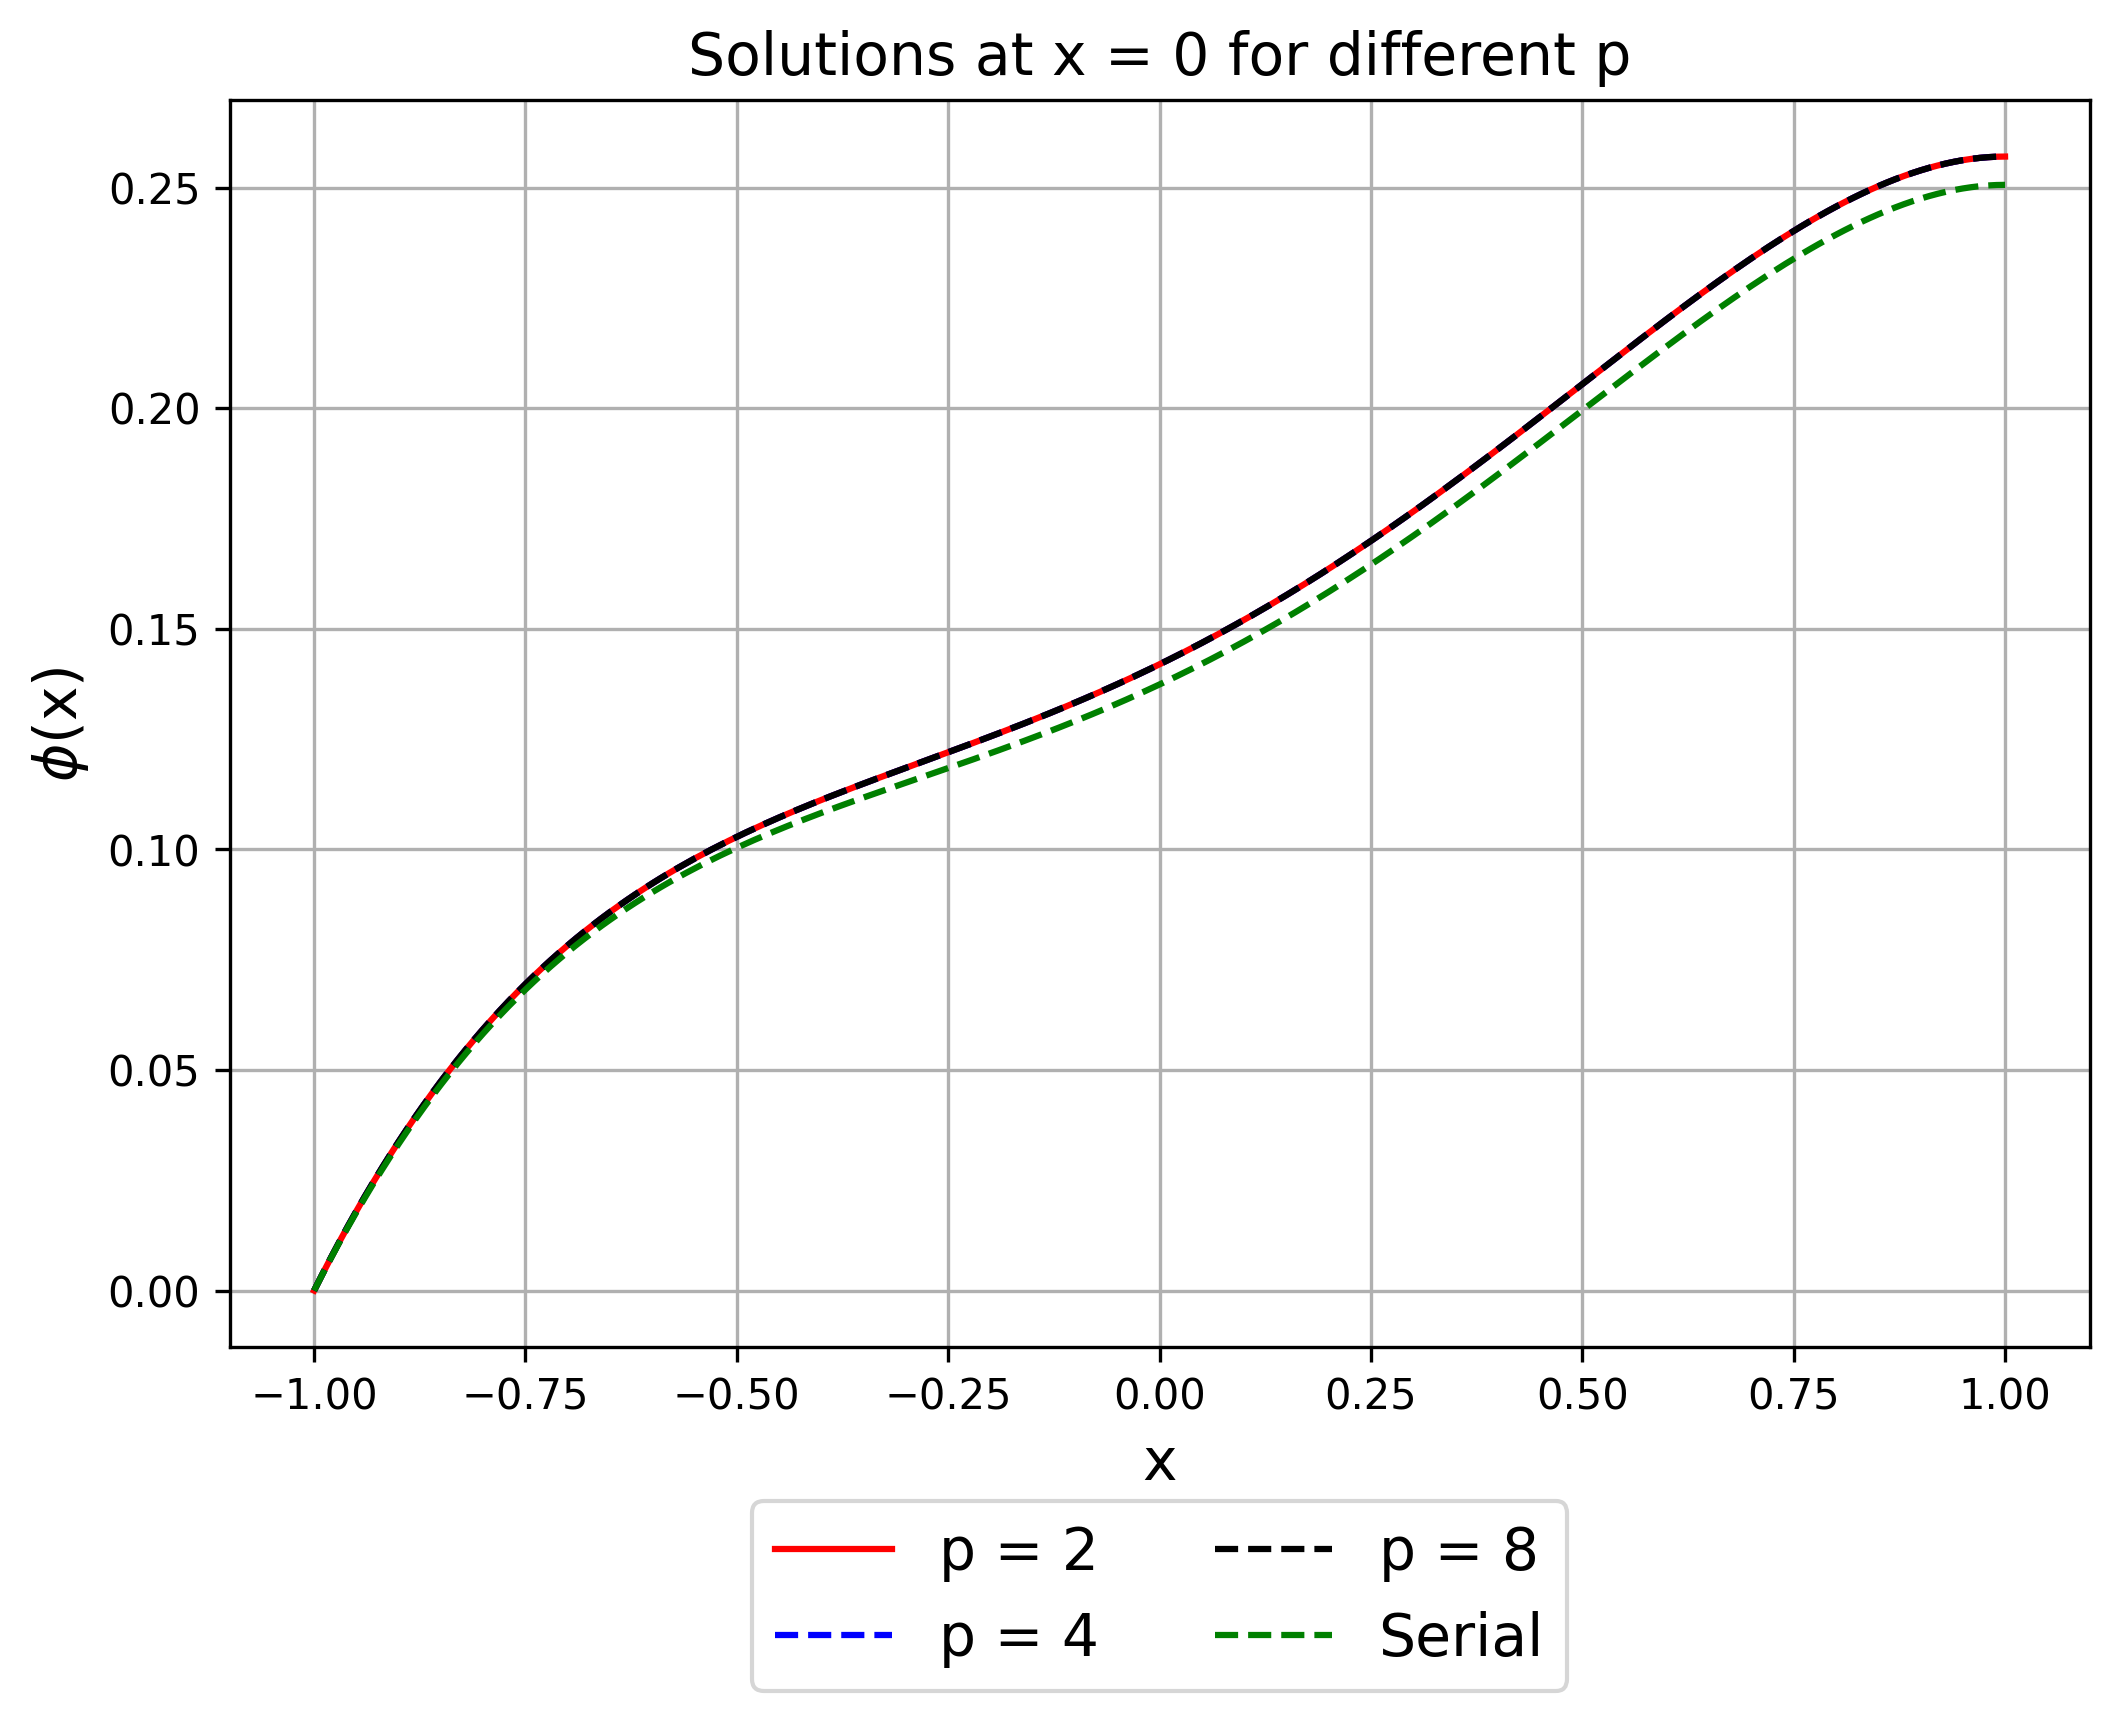 Solutions at x = 0 for different p
0.25
0.20
0.15
0.10
0.05
0.00
ϕ(x)
−1.00 −0.75 −0.50 −0.25 0.00 0.25 0.50 0.75 1.00
x
p = 2 p = 8
p = 4 Serial